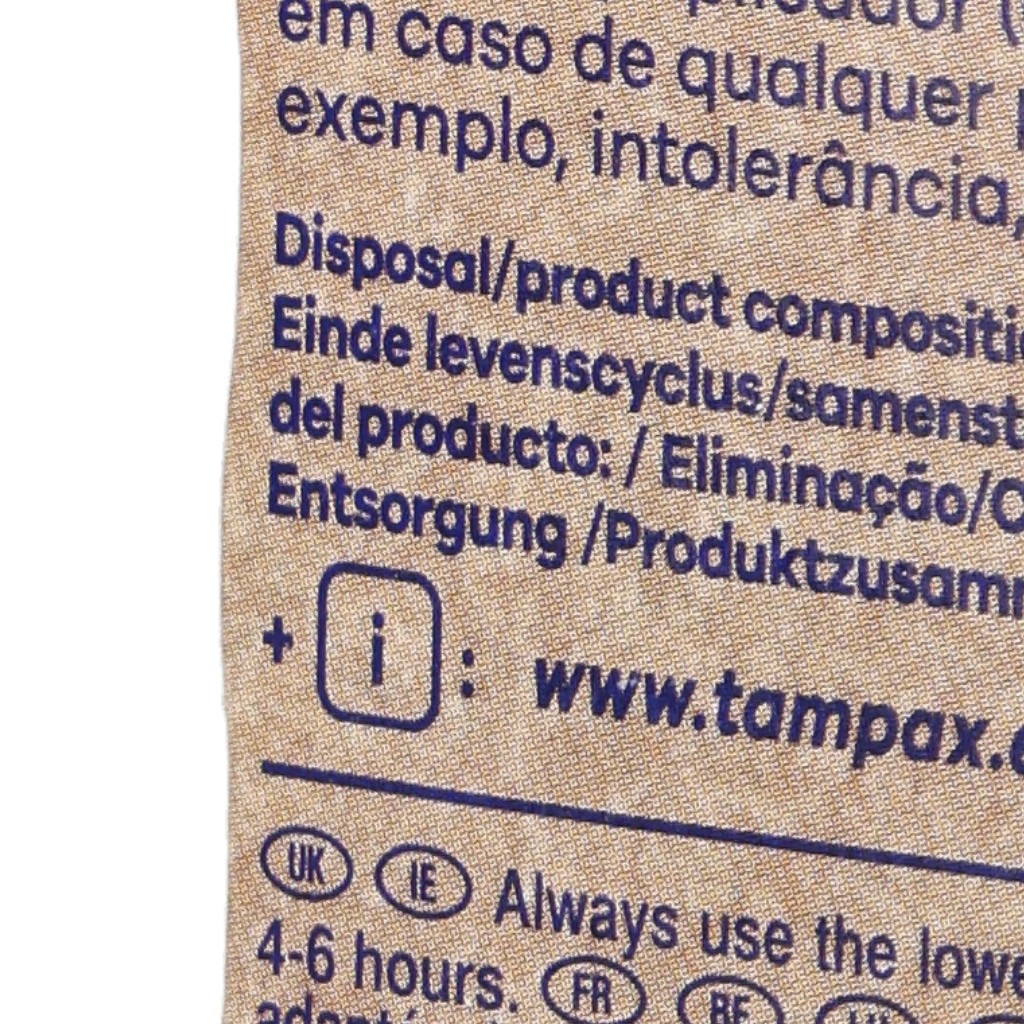 em caso de qualquer
exemplo, intolerância,
Disposal/product compositi
Einde levenscyclus/samenst
del producto: / Eliminação/C
Entsorgung /Produktzusam
+ i : www.tampax.
UK IE Always use the lowe
4-6 hours. FR BE